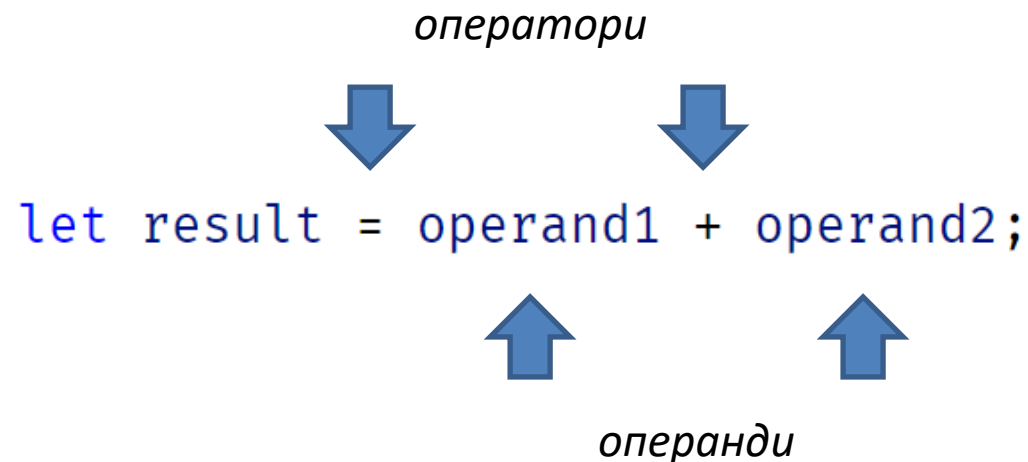 оператори
let result = operand1 + operand2;
операнди